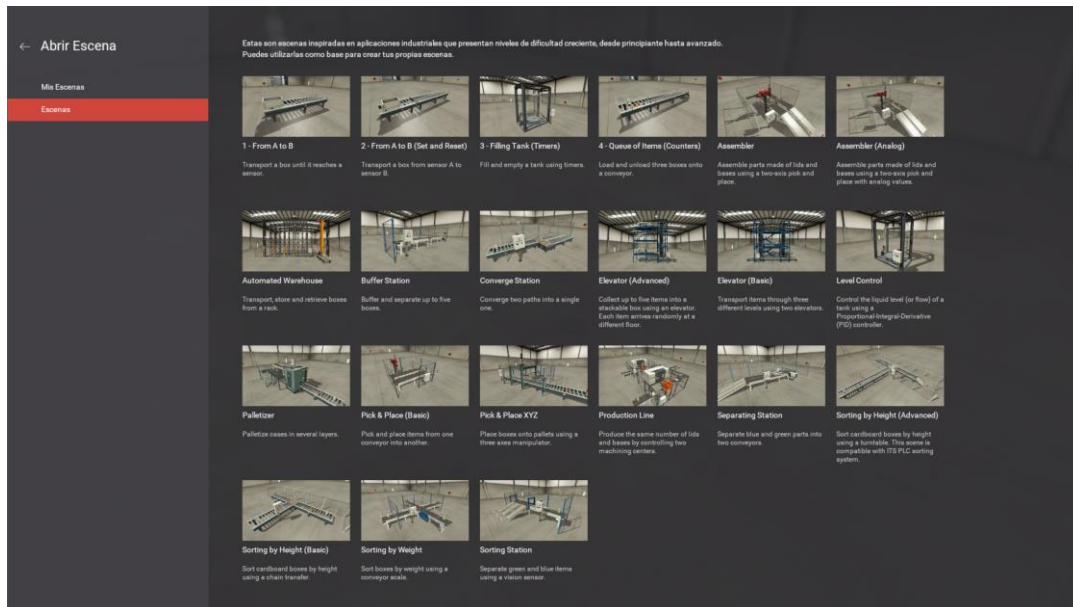 ← Abrir Escena
Mis Escenas
Escenas
Estas son escenas inspiradas en aplicaciones industriales que presentan niveles de dificultad creciente, desde principiante hasta avanzado.
Puedes utilizarlas como base para crear tus propias escenas.
1 - From A to B
Transport a box until it reaches a
sensor.
2 - From A to B (Set and Reset)
Transport a box from sensor A to
sensor B.
3 - Filling Tank (Timers)
Fill and empty a tank using timers.
4 - Queue of Items (Counters)
Load and unload three boxes onto
a conveyor.
Assembler
Assemble parts made of lids and
bases using a two-axis pick and
place.
Assembler (Analog)
Assemble parts made of lids and
bases using a two-axis pick and
place with analog values.
Automated Warehouse
Transport, store and retrieve boxes
from a rack.
Buffer Station
Buffer and separate up to five
boxes.
Converge Station
Converge two paths into a single
one.
Elevator (Advanced)
Collect up to five items into a
stackable box using an elevator.
Each item arrives randomly at a
different floor.
Elevator (Basic)
Transport items through three
different levels using two elevators.
Level Control
Control the liquid level (or flow) of a
tank using a
Proportional-Integral-Derivative
(PID) controller.
Palletizer
Palletize cases in several layers.
Pick & Place (Basic)
Pick and place items from one
conveyor into another.
Pick & Place XYZ
Place boxes onto pallets using a
three axes manipulator.
Production Line
Produce the same number of lids
and bases by controlling two
machining centers.
Separating Station
Separate blue and green parts into
two conveyors.
Sorting by Height (Advanced)
Sort cardboard boxes by height
using a turntable. This scene is
compatible with ITS PLC sorting
system.
Sorting by Height (Basic)
Sort cardboard boxes by height
using a chain transfer.
Sorting by Weight
Sort boxes by weight using a
conveyor scale.
Sorting Station
Separate green and blue items
using a vision sensor.